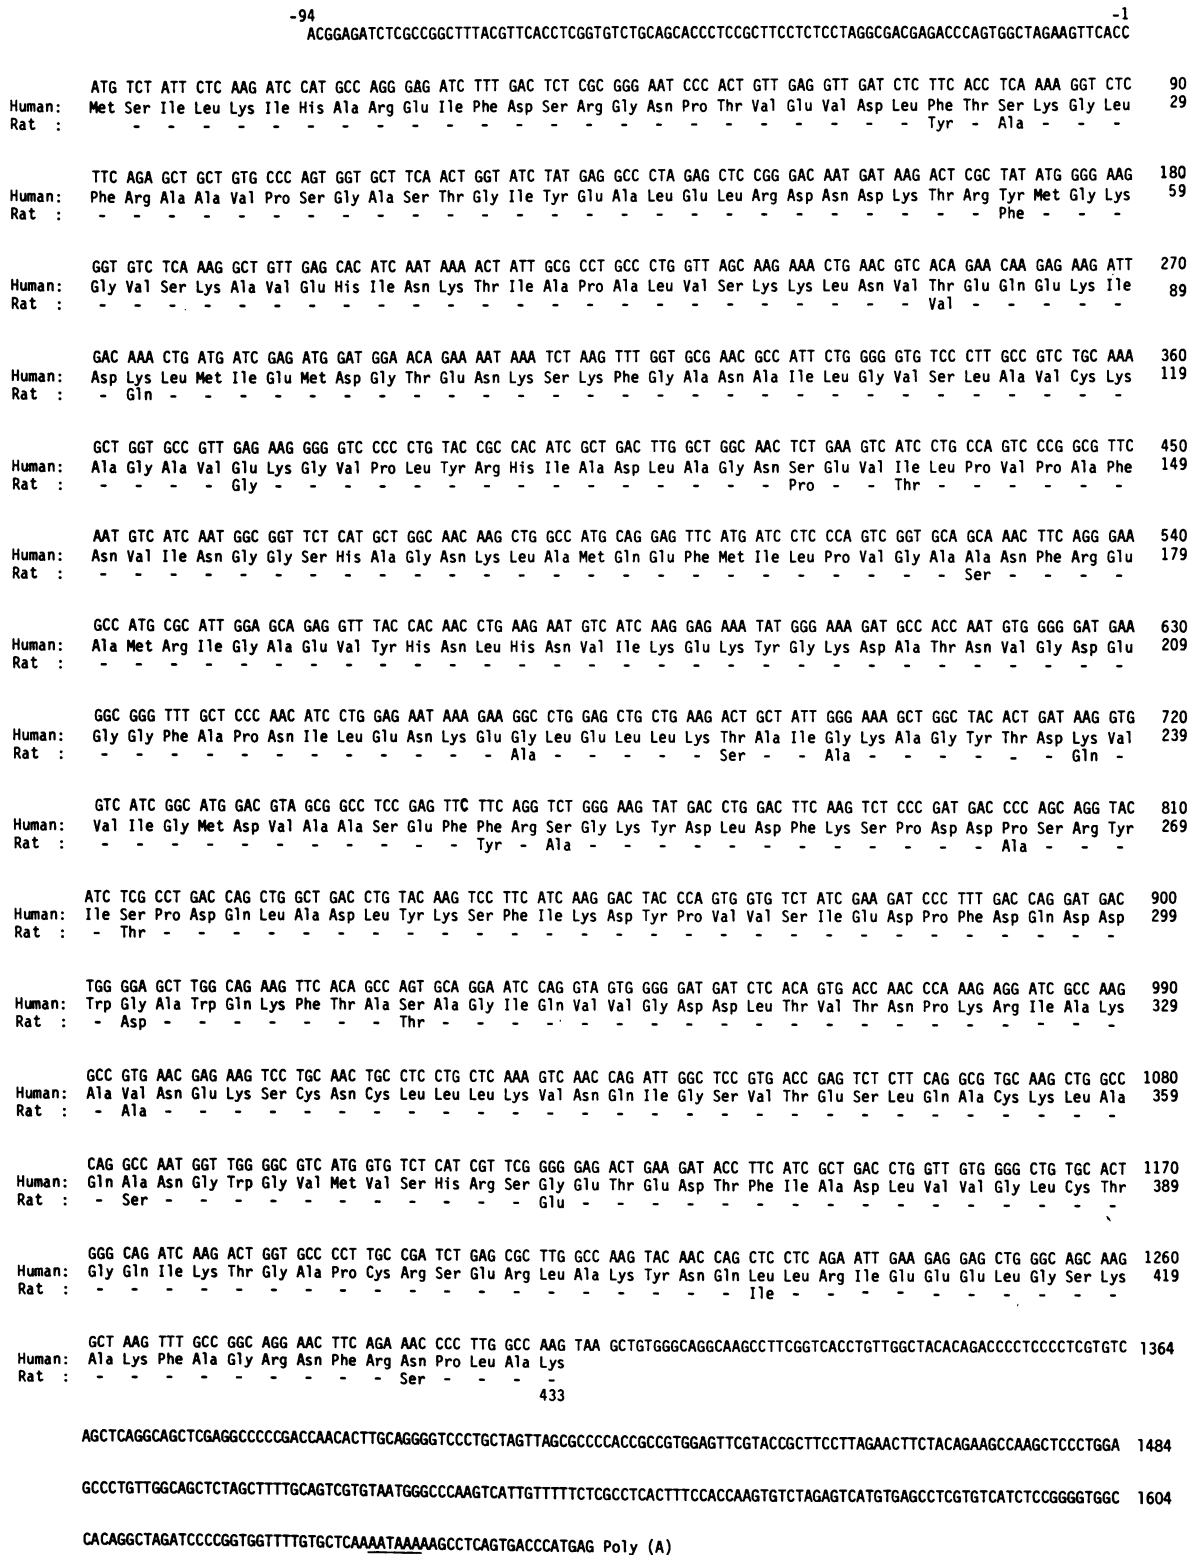 -94 -1
ACGGAGATCTCGCCGGCTTTACGTTCACCTCGGTGTCTGCAGCACCCTCCGCTTCCTCTCCTAGGCGACGAGACCCAGTGGCTAGAAGTTCACC
ATG TCT ATT CTC AAG ATC CAT GCC AGG GAG ATC TTT GAC TCT CGC GGG AAT CCC ACT GTT GAG GTT GAT CTC TTC ACC TCA AAA GGT CTC 90
Human: Met Ser Ile Leu Lys Ile His Ala Arg Glu Ile Phe Asp Ser Arg Gly Asn Pro Thr Val Glu Val Asp Leu Phe Thr Ser Lys Gly Leu 29
Rat : - - - - - - - - - - - - - - - - - - - - - - - Tyr - Ala - - -
TTC AGA GCT GCT GTG CCC AGT GGT GCT TCA ACT GGT ATC TAT GAG GCC CTA GAG CTC CGG GAC AAT GAT AAG ACT CGC TAT ATG GGG AAG 180
Human: Phe Arg Ala Ala Val Pro Ser Gly Ala Ser Thr Gly Ile Tyr Glu Ala Leu Glu Leu Arg Asp Asn Asp Lys Thr Arg Tyr Met Gly Lys 59
Rat : - - - - - - - - - - - - - - - - - - - - - - - - - - Phe - - -
GGT GTC TCA AAG GCT GTT GAG CAC ATC AAT AAA ACT ATT GCG CCT GCC CTG GTT AGC AAG AAA CTG AAC GTC ACA GAA CAA GAG AAG ATT 270
Human: Gly Val Ser Lys Ala Val Glu His Ile Asn Lys Thr Ile Ala Pro Ala Leu Val Ser Lys Lys Leu Asn Val Thr Glu Gln Glu Lys Ile 89
Rat : - - - - - - - - - - - - - - - - - - - - - - - - Val - - - - -
GAC AAA CTG ATG ATC GAG ATG GAT GGA ACA GAA AAT AAA TCT AAG TTT GGT GCG AAC GCC ATT CTG GGG GTG TCC CTT GCC GTC TGC AAA 360
Human: Asp Lys Leu Met Ile Glu Met Asp Gly Thr Glu Asn Lys Ser Lys Phe Gly Ala Asn Ala Ile Leu Gly Val Ser Leu Ala Val Cys Lys 119
Rat : - Gln - - - - - - - - - - - - - - - - - - - - - - - - - - - -
GCT GGT GCC GTT GAG AAG GGG GTC CCC CTG TAC CGC CAC ATC GCT GAC TTG GCT GGC AAC TCT GAA GTC ATC CTG CCA GTC CCG GCG TTC 450
Human: Ala Gly Ala Val Glu Lys Gly Val Pro Leu Tyr Arg His Ile Ala Asp Leu Ala Gly Asn Ser Glu Val Ile Leu Pro Val Pro Ala Phe 149
Rat : - - - - Gly - - - - - - - - - - - - - - - Pro - - Thr - - - - - -
AAT GTC ATC AAT GGC GGT TCT CAT GCT GGC AAC AAG CTG GCC ATG CAG GAG TTC ATG ATC CTC CCA GTC GGT GCA GCA AAC TTC AGG GAA 540
Human: Asn Val Ile Asn Gly Gly Ser His Ala Gly Asn Lys Leu Ala Met Gln Glu Phe Met Ile Leu Pro Val Gly Ala Ala Asn Phe Arg Glu 179
Rat : - - - - - - - - - - - - - - - - - - - - - - - - - Ser - - - -
GCC ATG CGC ATT GGA GCA GAG GTT TAC CAC AAC CTG AAG AAT GTC ATC AAG GAG AAA TAT GGG AAA GAT GCC ACC AAT GTG GGG GAT GAA 630
Human: Ala Met Arg Ile Gly Ala Glu Val Tyr His Asn Leu His Asn Val Ile Lys Glu Lys Tyr Gly Lys Asp Ala Thr Asn Val Gly Asp Glu 209
Rat : - - - - - - - - - - - - - - - - - - - - - - - - - - - - - -
GGC GGG TTT GCT CCC AAC ATC CTG GAG AAT AAA GAA GGC CTG GAG CTG CTG AAG ACT GCT ATT GGG AAA GCT GGC TAC ACT GAT AAG GTG 720
Human: Gly Gly Phe Ala Pro Asn Ile Leu Glu Asn Lys Glu Gly Leu Glu Leu Leu Lys Thr Ala Ile Gly Lys Ala Gly Tyr Thr Asp Lys Val 239
Rat : - - - - - - - - - - - - Ala - - - - - Ser - - Ala - - - - - - Gln -
GTC ATC GGC ATG GAC GTA GCG GCC TCC GAG TTC TTC AGG TCT GGG AAG TAT GAC CTG GAC TTC AAG TCT CCC GAT GAC CCC AGC AGG TAC 810
Human: Val Ile Gly Met Asp Val Ala Ala Ser Glu Phe Phe Arg Ser Gly Lys Tyr Asp Leu Asp Phe Lys Ser Pro Asp Asp Pro Ser Arg Tyr 269
Rat : - - - - - - - - - - - Tyr - Ala - - - - - - - - - - - - Ala - - -
ATC TCG CCT GAC CAG CTG GCT GAC CTG TAC AAG TCC TTC ATC AAG GAC TAC CCA GTG GTG TCT ATC GAA GAT CCC TTT GAC CAG GAT GAC 900
Human: Ile Ser Pro Asp Gln Leu Ala Asp Leu Tyr Lys Ser Phe Ile Lys Asp Tyr Pro Val Val Ser Ile Glu Asp Pro Phe Asp Gln Asp Asp 299
Rat : - Thr - - - - - - - - - - - - - - - - - - - - - - - - - - - -
TGG GGA GCT TGG CAG AAG TTC ACA GCC AGT GCA GGA ATC CAG GTA GTG GGG GAT GAT CTC ACA GTG ACC AAC CCA AAG AGG ATC GCC AAG 990
Human: Trp Gly Ala Trp Gln Lys Phe Thr Ala Ser Ala Gly Ile Gln Val Val Gly Asp Asp Leu Thr Val Thr Asn Pro Lys Arg Ile Ala Lys 329
Rat : - Asp - - - - - - - Thr - - - - - - - - - - - - - - - - - - - -
GCC GTG AAC GAG AAG TCC TGC AAC TGC CTC CTG CTC AAA GTC AAC CAG ATT GGC TCC GTG ACC GAG TCT CTT CAG GCG TGC AAG CTG GCC 1080
Human: Ala Val Asn Glu Lys Ser Cys Asn Cys Leu Leu Leu Lys Val Asn Gln Ile Gly Ser Val Thr Glu Ser Leu Gln Ala Cys Lys Leu Ala 359
Rat : - Ala - - - - - - - - - - - - - - - - - - - - - - - - - - - -
CAG GCC AAT GGT TGG GGC GTC ATG GTG TCT CAT CGT TCG GGG GAG ACT GAA GAT ACC TTC ATC GCT GAC CTG GTT GTG GGG CTG TGC ACT 1170
Human: Gln Ala Asn Gly Trp Gly Val Met Val Ser His Arg Ser Gly Glu Thr Glu Asp Thr Phe Ile Ala Asp Leu Val Val Gly Leu Cys Thr 389
Rat : - Ser - - - - - - - - - - - Glu - - - - - - - - - - - - - - - -
GGG CAG ATC AAG ACT GGT GCC CCT TGC CGA TCT GAG CGC TTG GCC AAG TAC AAC CAG CTC CTC AGA ATT GAA GAG GAG CTG GGC AGC AAG 1260
Human: Gly Gln Ile Lys Thr Gly Ala Pro Cys Arg Ser Glu Arg Leu Ala Lys Tyr Asn Gln Leu Leu Arg Ile Glu Glu Glu Leu Gly Ser Lys 419
Rat : - - - - - - - - - - - - - - - - - - - Ile - - - - - - - - - -
GCT AAG TTT GCC GGC AGG AAC TTC AGA AAC CCC TTG GCC AAG TAA GCTGTGGGCAGGCAAGCCTTCGGTCACCTGTTGGCTACACAGACCCCTCCCCTCGTGTC 1364
Human: Ala Lys Phe Ala Gly Arg Asn Phe Arg Asn Pro Leu Ala Lys
Rat : - - - - - - - - - Ser - - - -
433
AGCTCAGGCAGCTCGAGGCCCCCGACCAACACTTGCAGGGGTCCCTGCTAGTTAGCGCCCCACCGCCGTGGAGTTCGTACCGCTTCCTTAGAACTTCTACAGAAGCCAAGCTCCCTGGA 1484
GCCCTGTTGGCAGCTCTAGCTTTTGCAGTCGTGTAATGGGCCCAAGTCATTGTTTTTCTCGCCTCACTTTCCACCAAGTGTCTAGAGTCATGTGAGCCTCGTGTCATCTCCGGGGTGGC 1604
CACAGGCTAGATCCCCGGTGGTTTTGTGCTCAAAATAAAAAGCCTCAGTGACCCATGAG Poly (A)